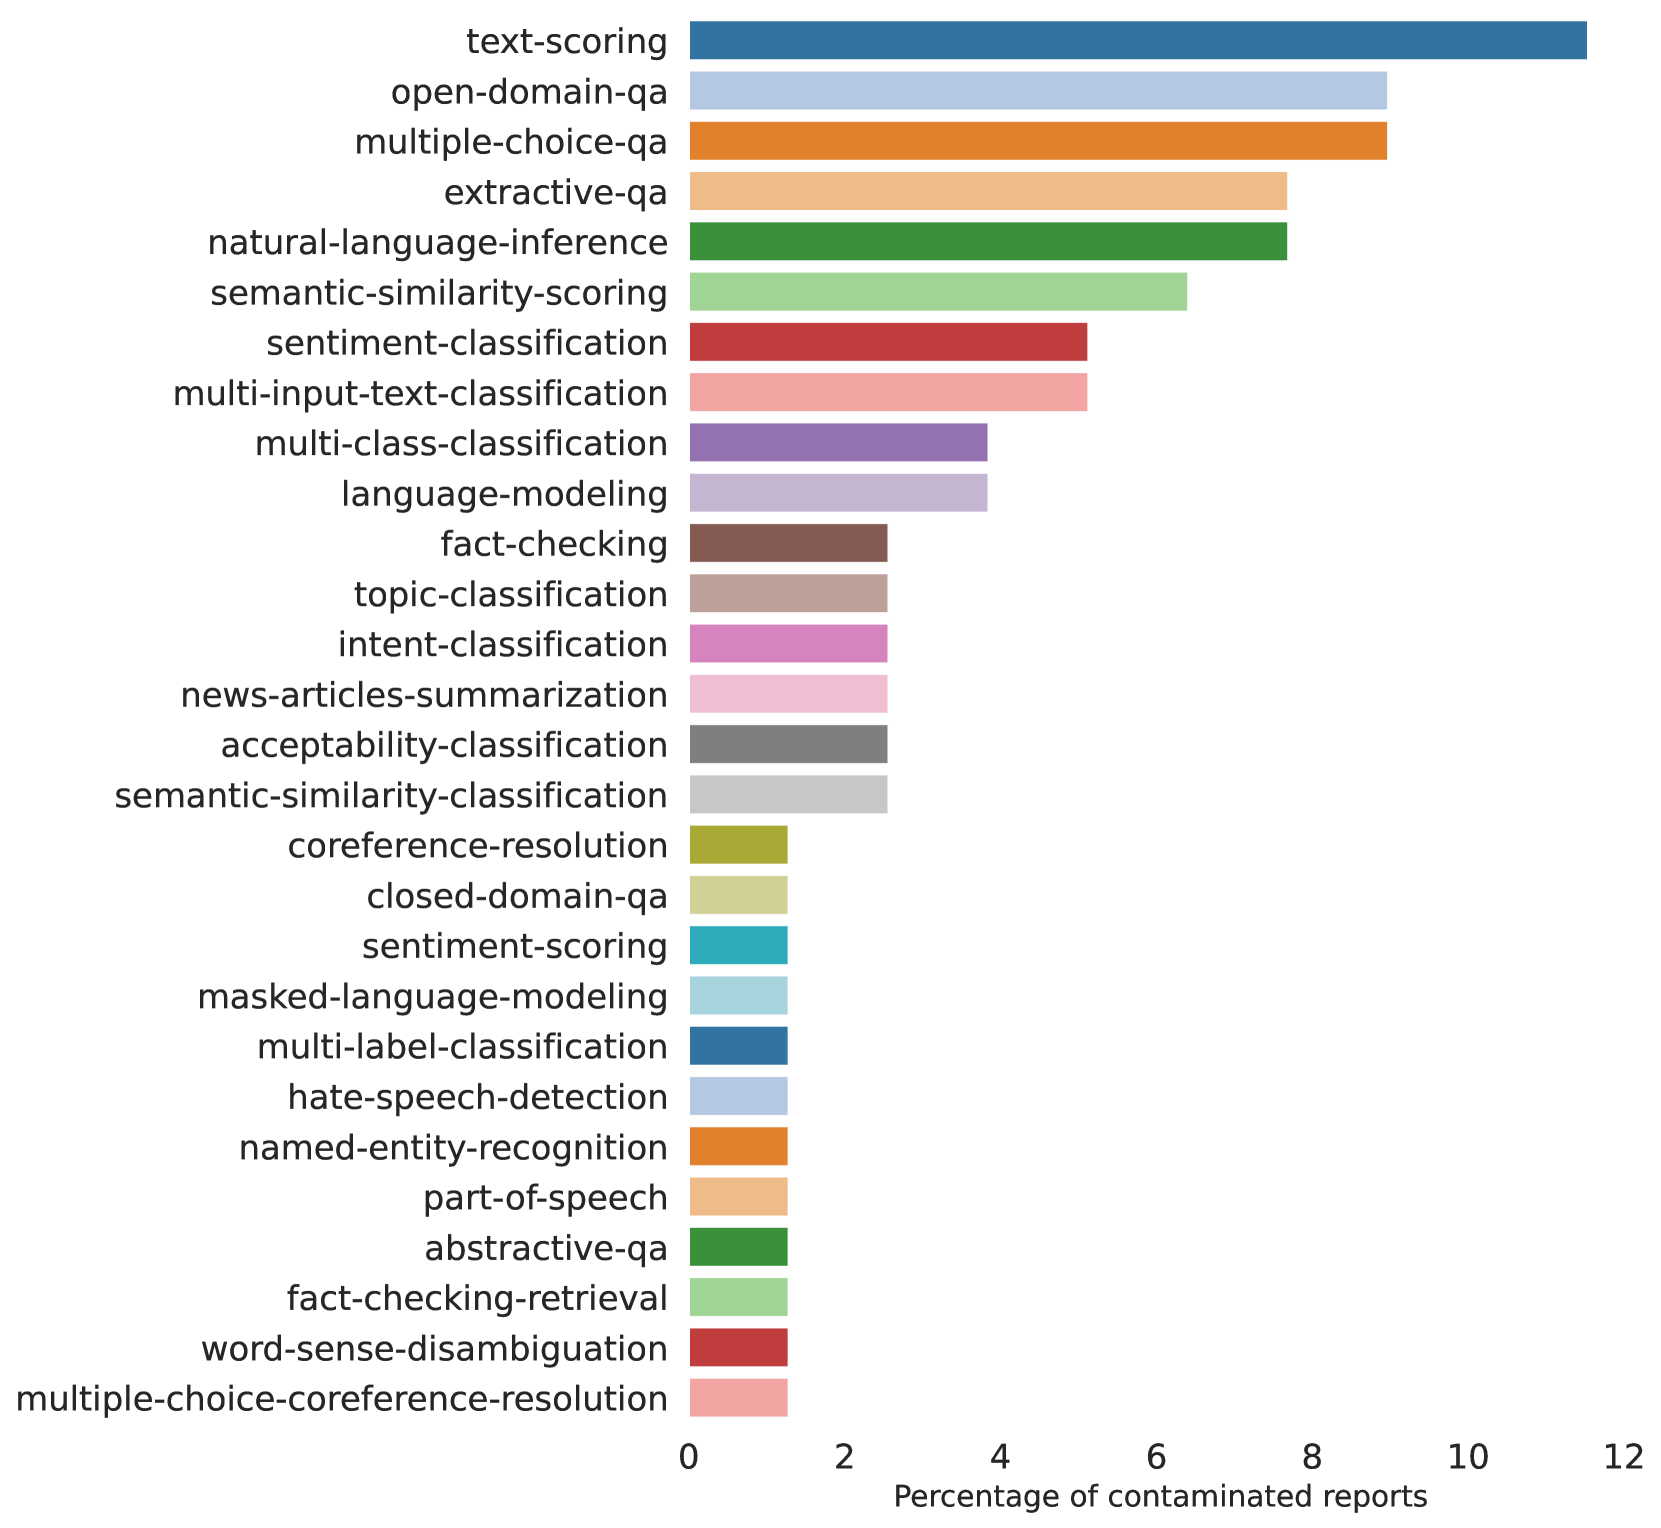 text-scoring
open-domain-qa
multiple-choice-qa
extractive-qa
natural-language-inference
semantic-similarity-scoring
sentiment-classification
multi-input-text-classification
multi-class-classification
language-modeling
fact-checking
topic-classification
intent-classification
news-articles-summarization
acceptability-classification
semantic-similarity-classification
coreference-resolution
closed-domain-qa
sentiment-scoring
masked-language-modeling
multi-label-classification
hate-speech-detection
named-entity-recognition
part-of-speech
abstractive-qa
fact-checking-retrieval
word-sense-disambiguation
multiple-choice-coreference-resolution
0 2 4 6 8 10 12
Percentage of contaminated reports